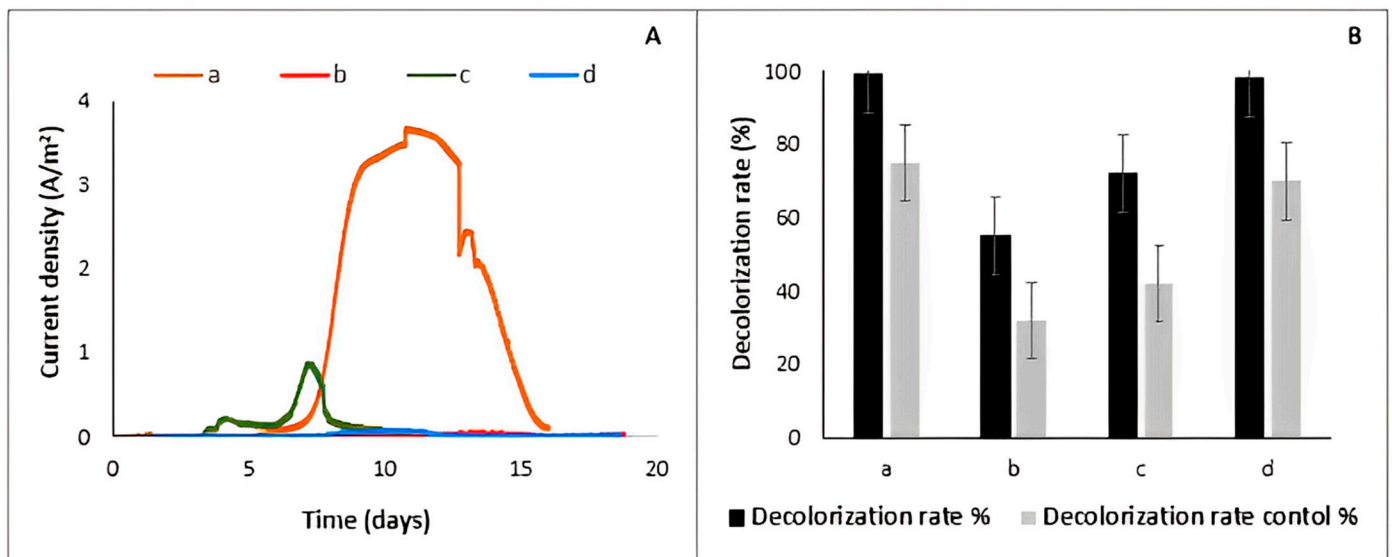 A
a b c d
Current density (A/m²)
4
3
2
1
0
0 5 10 15 20
Time (days)
B
Decolorization rate (%)
100
80
60
40
20
0
a b c d
Decolorization rate % Decolorization rate contol %